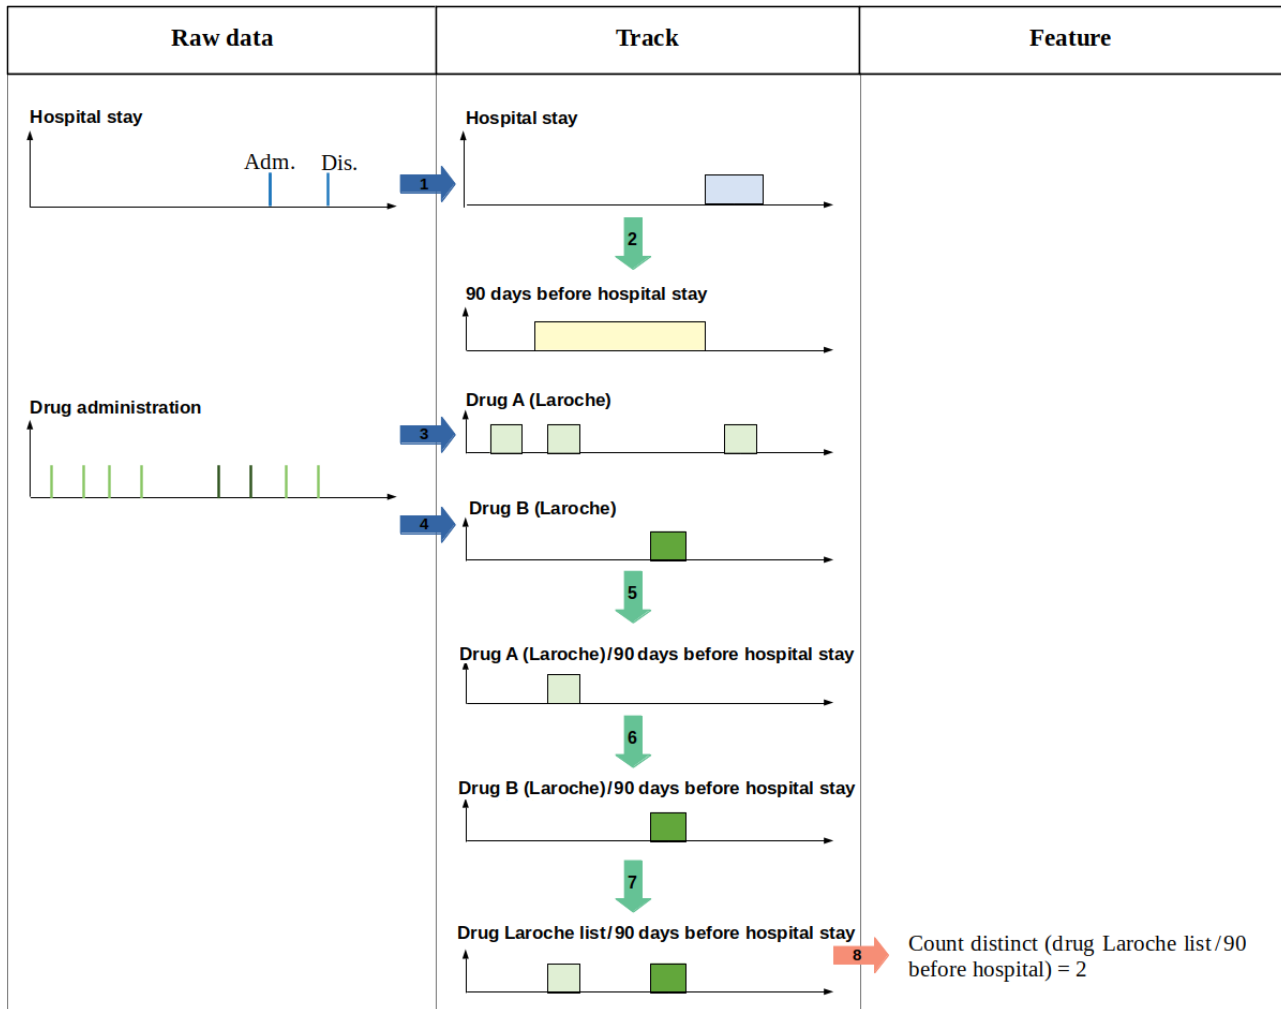 Raw data
Track
Feature
Hospital stay
Adm.
Dis.
1
Hospital stay
2
90 days before hospital stay
Drug administration
3
Drug A (Laroche)
4
Drug B (Laroche)
5
Drug A (Laroche)/90 days before hospital stay
6
Drug B (Laroche)/90 days before hospital stay
7
Drug Laroche list/90 days before hospital stay
8
Count distinct (drug Laroche list/90
before hospital) = 2